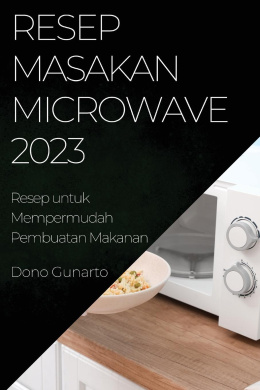 RESEP
MASAKAN
MICROWAVE
2023
Resep untuk
Mempermudah
Pembuatan Makanan
Dono Gunarto